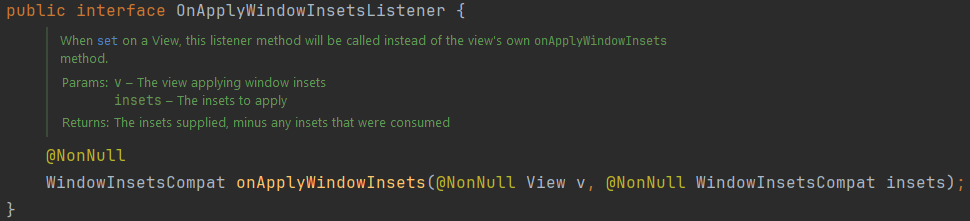 public interface OnApplyWindowInsetsListener {
When set on a View, this listener method will be called instead of the view's own onApplyWindowInsets
method.
Params: v – The view applying window insets
insets – The insets to apply
Returns: The insets supplied, minus any insets that were consumed
@NonNull
WindowInsetsCompat onApplyWindowInsets(@NonNull View v, @NonNull WindowInsetsCompat insets);
}